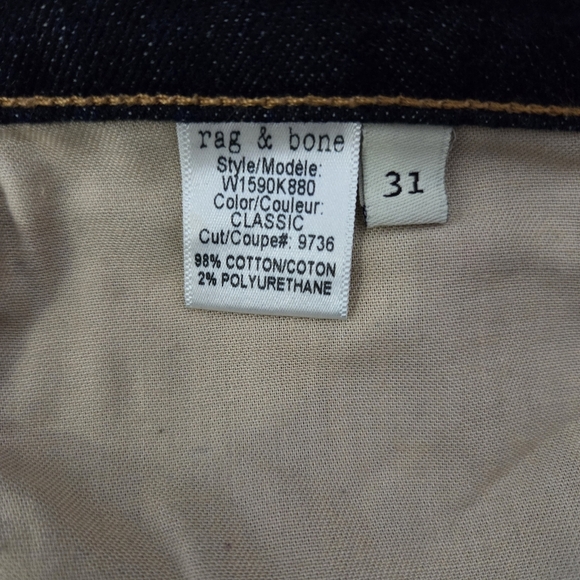 rag & bone
Style/Modèle:
W1590K880
Color/Couleur:
CLASSIC
Cut/Coupe#: 9736
98% COTTON/COTON
2% POLYURETHANE
31